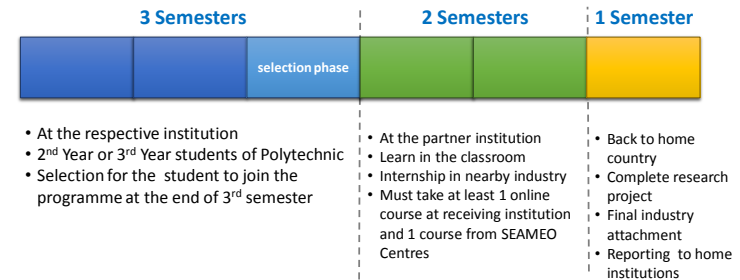 3 Semesters
2 Semesters
1 Semester
selection phase
• At the respective institution
• 2nd Year or 3rd Year students of Polytechnic
• Selection for the student to join the
programme at the end of 3rd semester
• At the partner institution
• Learn in the classroom
• Internship in nearby industry
• Must take at least 1 online
course at receiving institution
and 1 course from SEAMEO
Centres
• Back to home
country
• Complete research
project
• Final industry
attachment
• Reporting to home
institutions